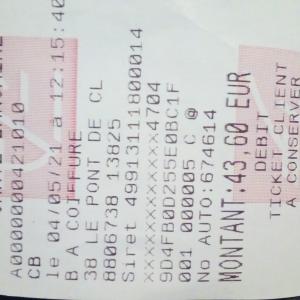 A0000000421010
CB
le 04/05/21 à 12:15:40
B A COIFFURE
38 LE PONT DE CL
8806738 13825
Siret 49913111800014
XXXXXXXXXXXX4704
9D4FB0D255E0BC1F
001 000005 C @
No AUTO:674614
MONTANT:43,60 EUR
DEBIT
TICKET CLIENT
A CONSERVER